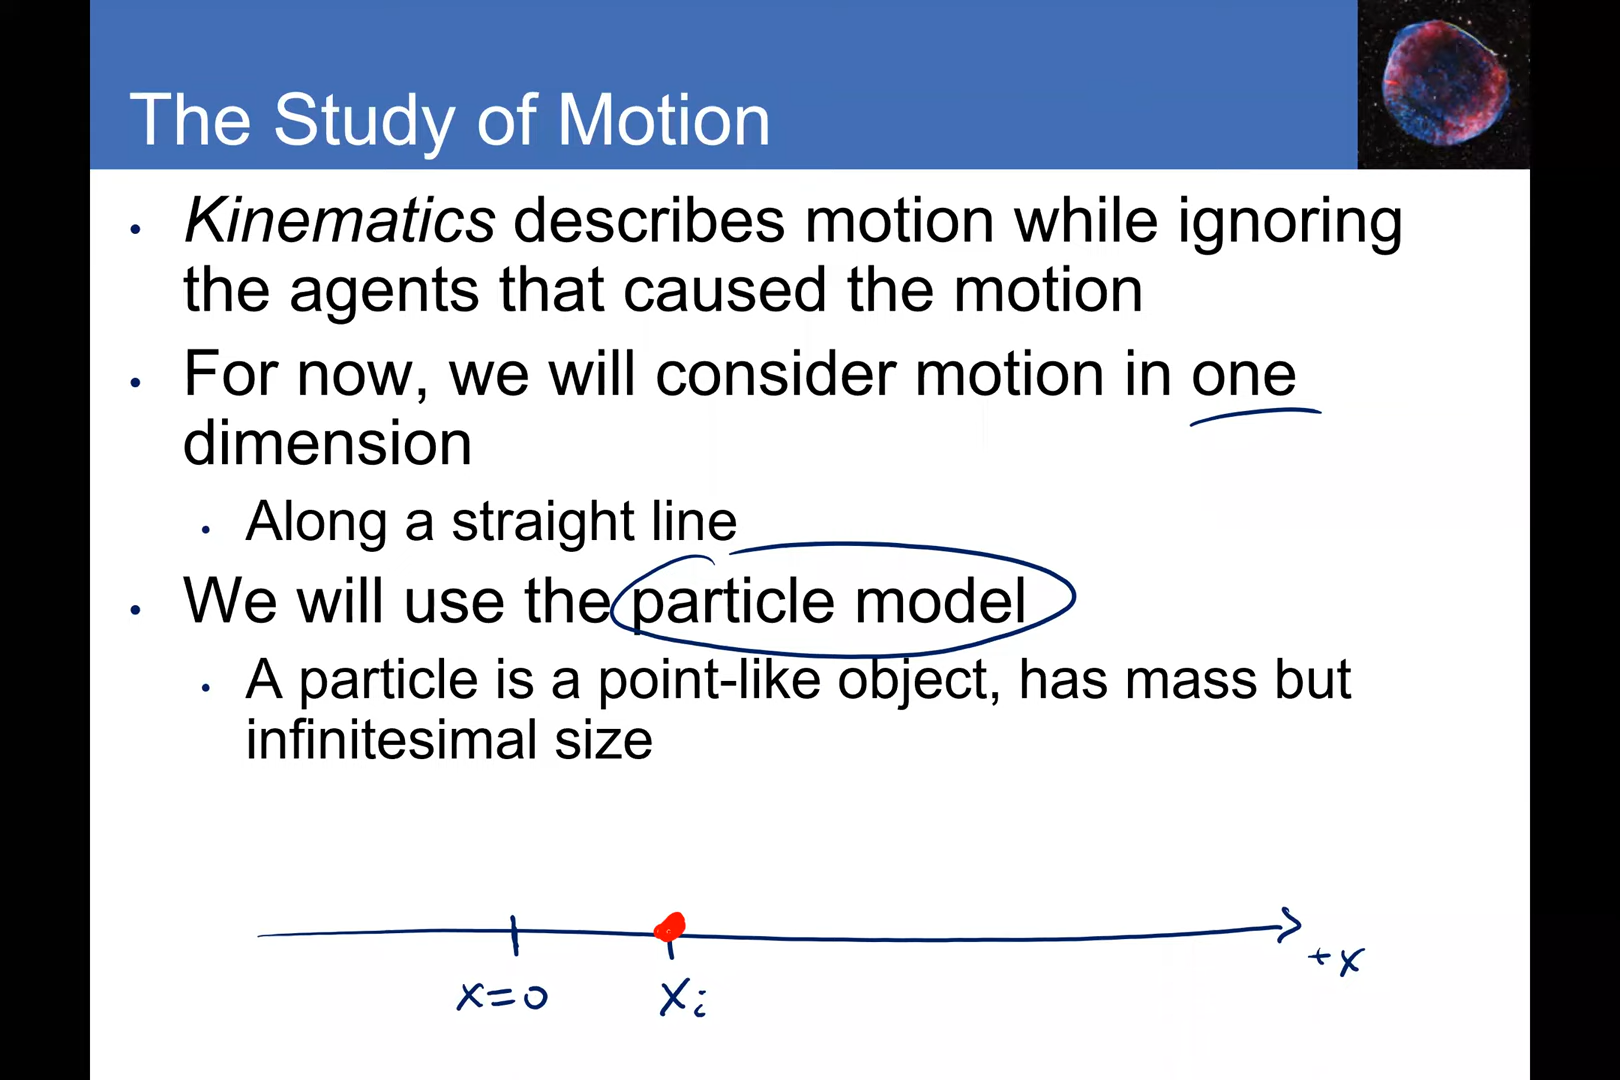 The Study of Motion
• Kinematics describes motion while ignoring
the agents that caused the motion
• For now, we will consider motion in one
dimension
• Along a straight line
• We will use the particle model
• A particle is a point-like object, has mass but
infinitesimal size
+x
x=0
xi